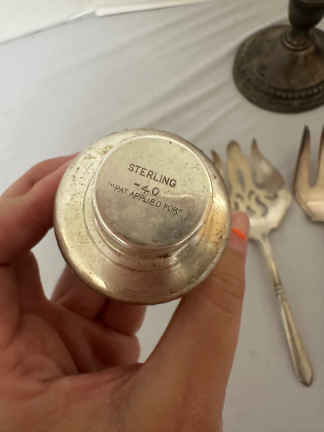 STERLING
-40
"PAT APPLIED FOR"